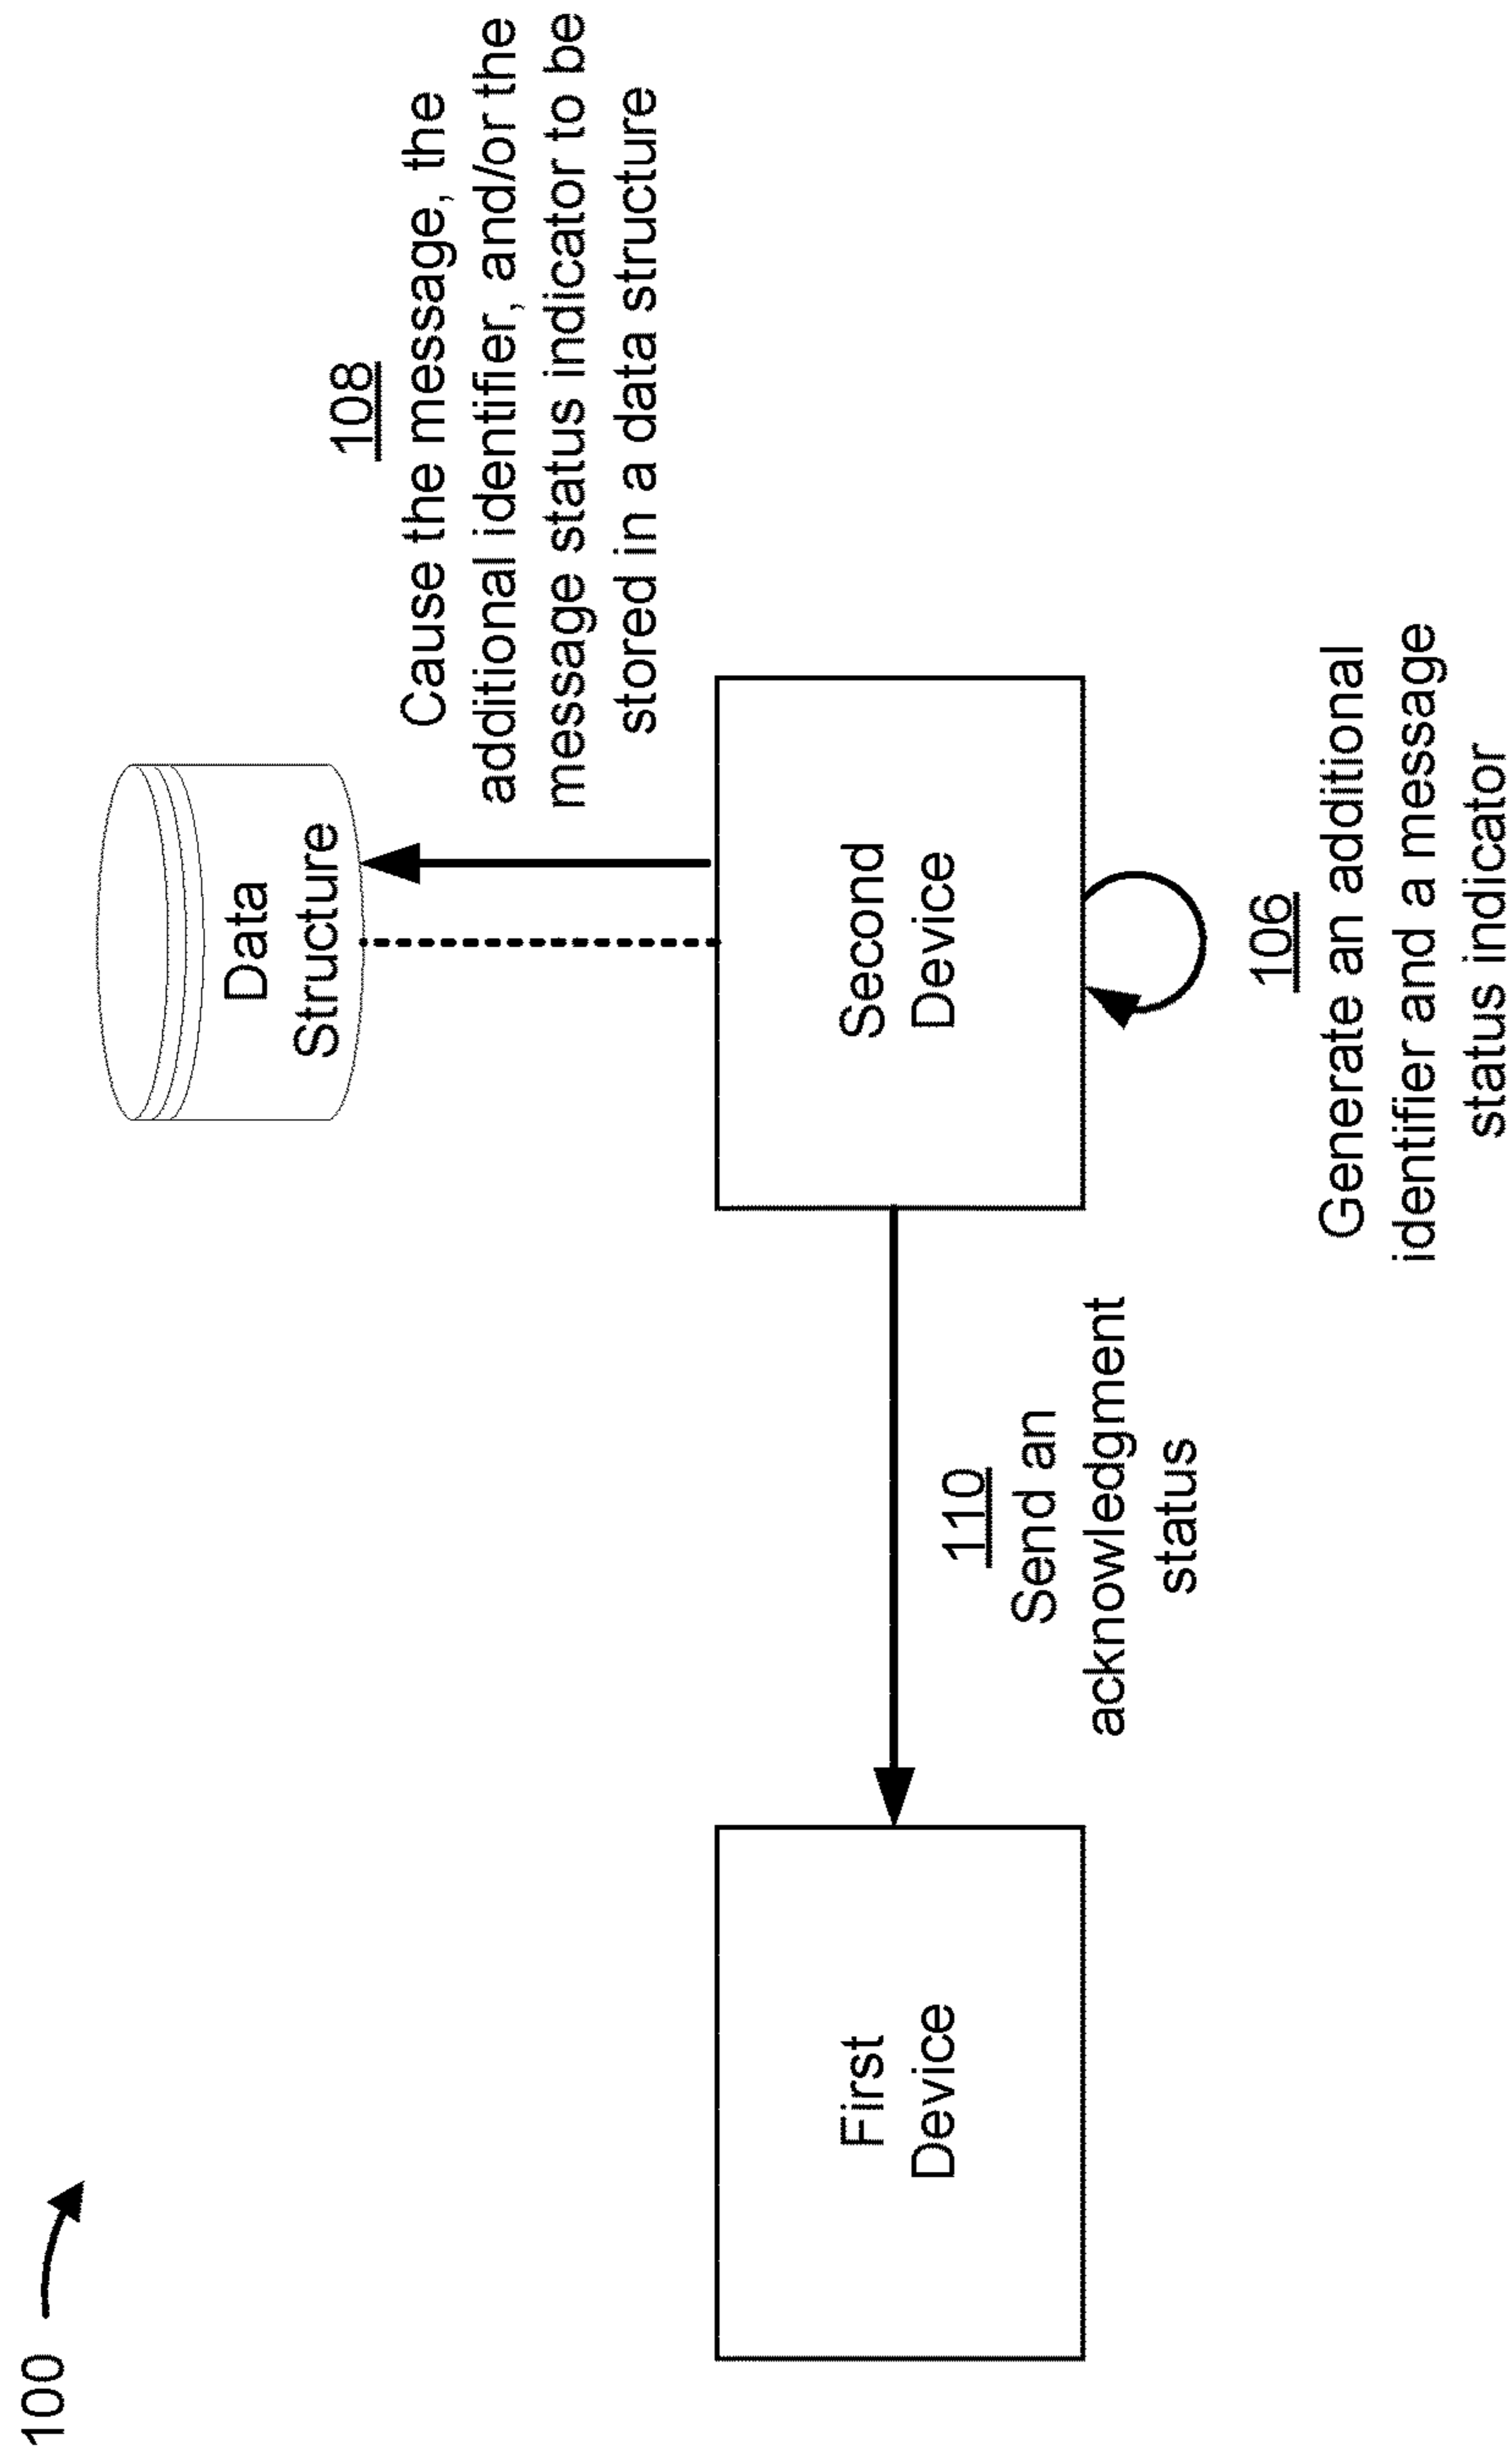 100
Data
Structure
108
Cause the message, the
additional identifier, and/or the
message status indicator to be
stored in a data structure
First
Device
Second
Device
110
Send an
acknowledgment
status
106
Generate an additional
identifier and a message
status indicator